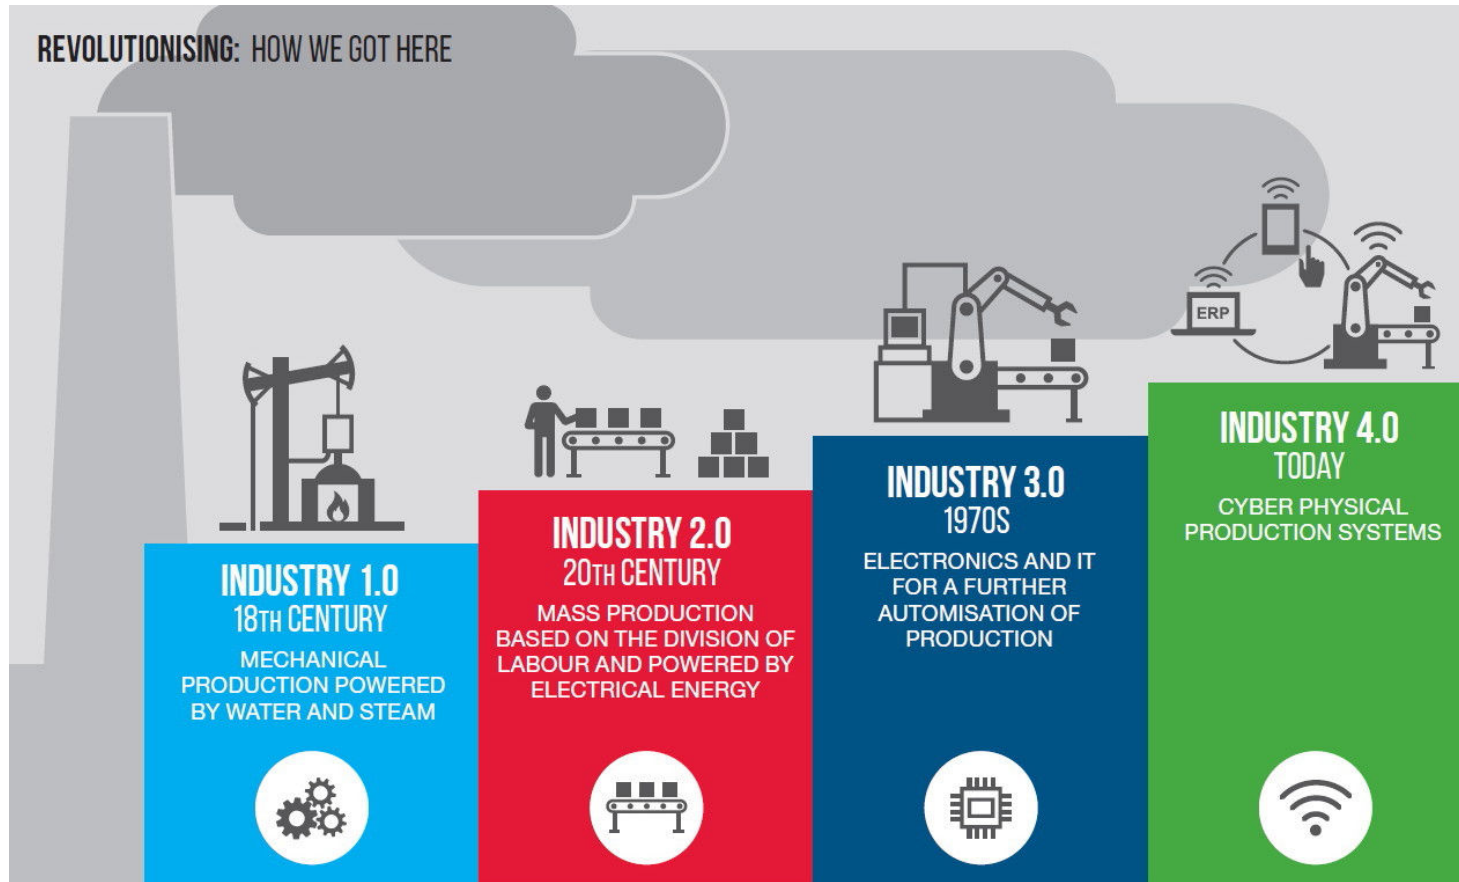 REVOLUTIONISING: HOW WE GOT HERE
INDUSTRY 1.0
18TH CENTURY
MECHANICAL
PRODUCTION POWERED
BY WATER AND STEAM
INDUSTRY 2.0
20TH CENTURY
MASS PRODUCTION
BASED ON THE DIVISION OF
LABOUR AND POWERED BY
ELECTRICAL ENERGY
INDUSTRY 3.0
1970S
ELECTRONICS AND IT
FOR A FURTHER
AUTOMISATION OF
PRODUCTION
ERP
INDUSTRY 4.0
TODAY
CYBER PHYSICAL
PRODUCTION SYSTEMS